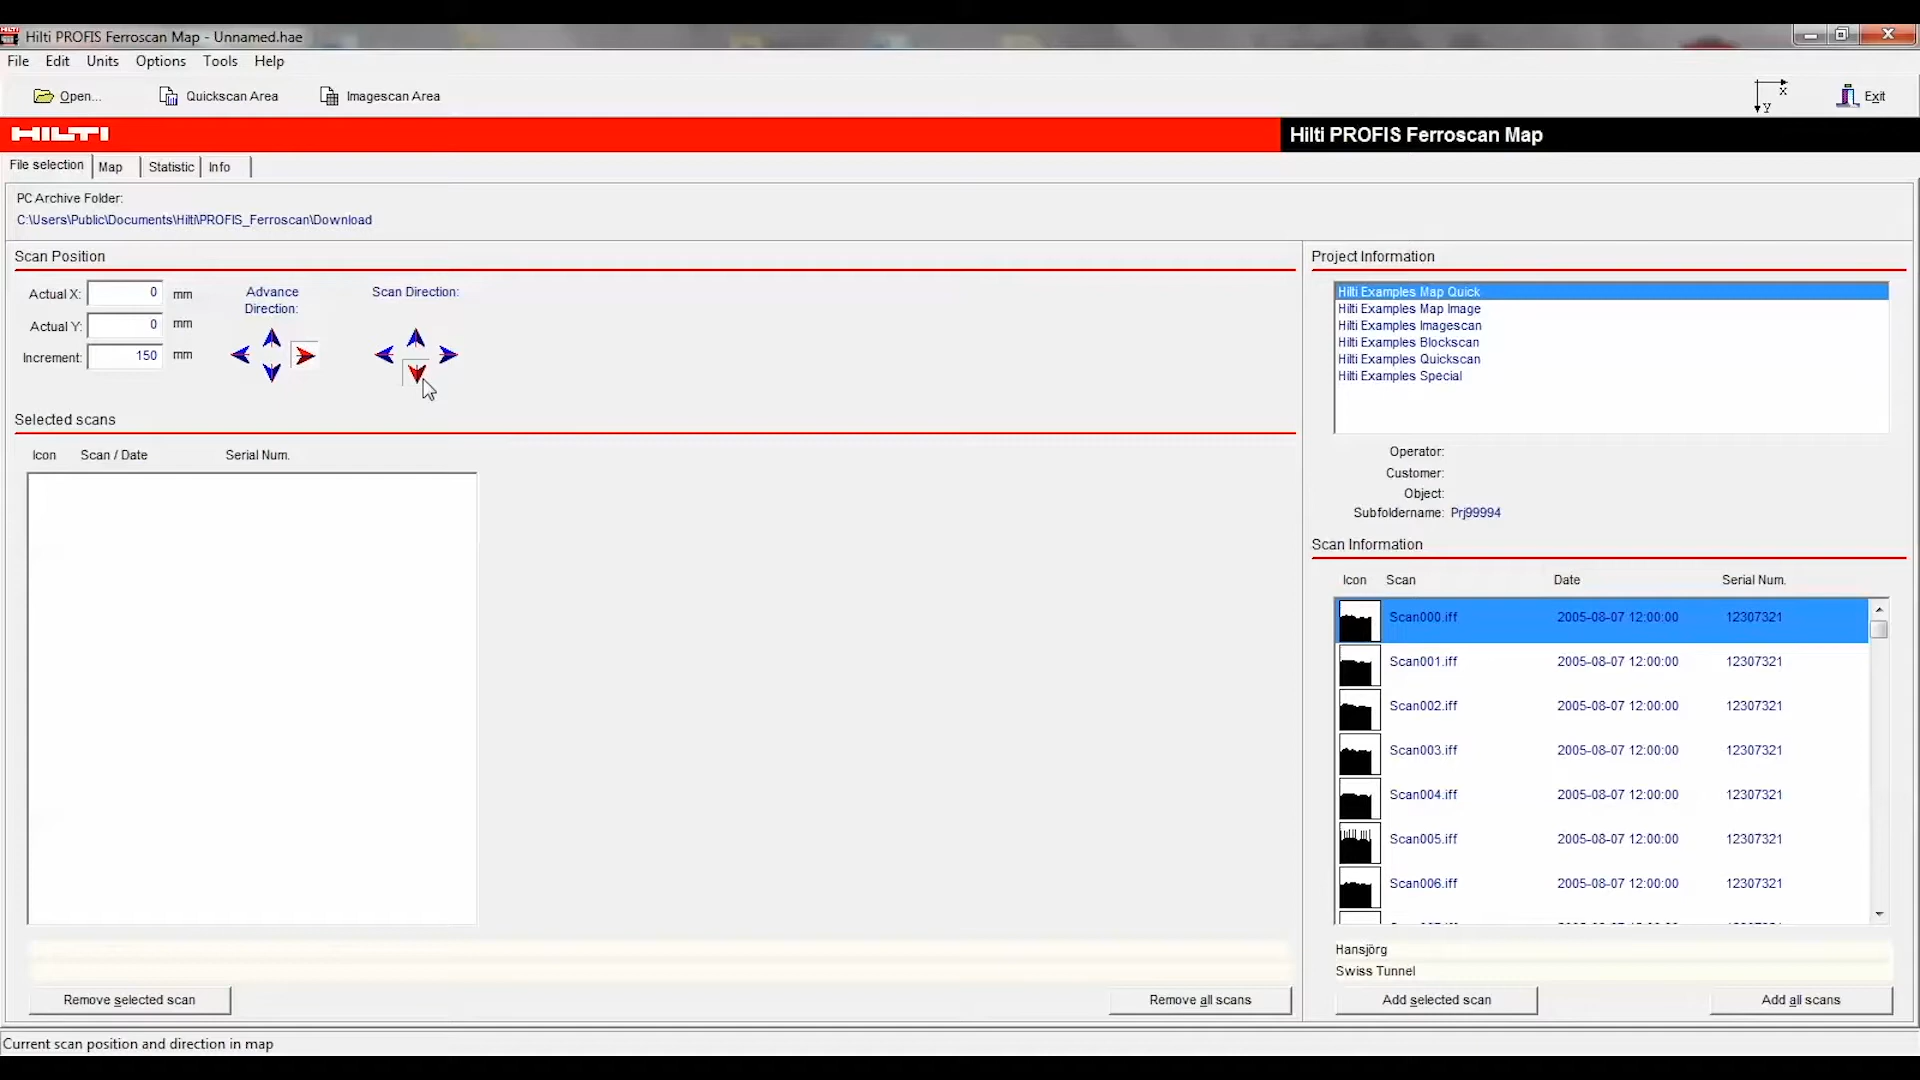 Hilti PROFIS Ferroscan Map - Unnamed.hae
File Edit Units Options Tools Help
Open... Quickscan Area Imagescan Area x y Exit
HILTI Hilti PROFIS Ferroscan Map
File selection Map Statistic Info
PC Archive Folder:
C:\Users\Public\Documents\Hilti\PROFIS_Ferroscan\Download
Scan Position
Actual X: 0 mm
Actual Y: 0 mm
Increment: 150 mm
Advance
Direction:
Scan Direction:
Selected scans
Icon Scan / Date Serial Num.
Remove selected scan
Remove all scans
Project Information
Hilti Examples Map Quick
Hilti Examples Map Image
Hilti Examples Imagescan
Hilti Examples Blockscan
Hilti Examples Quickscan
Hilti Examples Special
Operator:
Customer:
Object:
Subfoldername: Prj99994
Scan Information
Icon Scan Date Serial Num.
Scan000.iff 2005-08-07 12:00:00 12307321
Scan001.iff 2005-08-07 12:00:00 12307321
Scan002.iff 2005-08-07 12:00:00 12307321
Scan003.iff 2005-08-07 12:00:00 12307321
Scan004.iff 2005-08-07 12:00:00 12307321
Scan005.iff 2005-08-07 12:00:00 12307321
Scan006.iff 2005-08-07 12:00:00 12307321
Hansjörg
Swiss Tunnel
Add selected scan Add all scans
Current scan position and direction in map